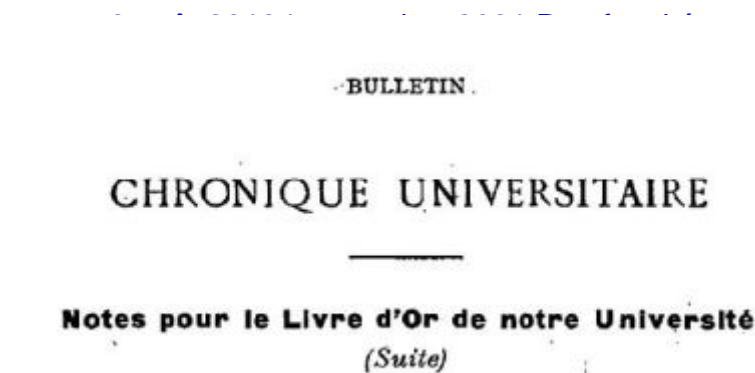 BULLETIN
CHRONIQUE UNIVERSITAIRE
Notes pour le Livre d'Or de notre Université
(Suite)